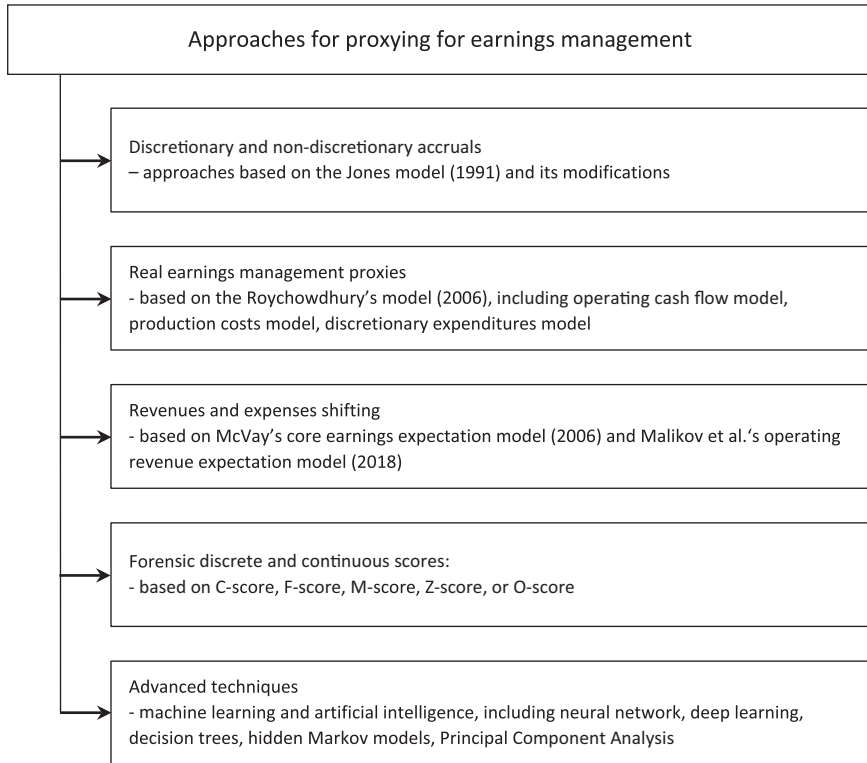 Approaches for proxying for earnings management
Discretionary and non-discretionary accruals
– approaches based on the Jones model (1991) and its modifications
Real earnings management proxies
- based on the Roychowdhury’s model (2006), including operating cash flow model,
production costs model, discretionary expenditures model
Revenues and expenses shifting
- based on McVay’s core earnings expectation model (2006) and Malikov et al.‘s operating
revenue expectation model (2018)
Forensic discrete and continuous scores:
- based on C-score, F-score, M-score, Z-score, or O-score
Advanced techniques
- machine learning and artificial intelligence, including neural network, deep learning,
decision trees, hidden Markov models, Principal Component Analysis